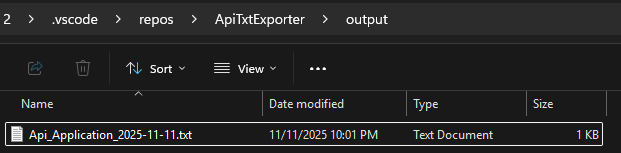 2 > .vscode > repos > ApiTxtExporter > output
Sort View ...
Name Date modified Type Size
Api_Application_2025-11-11.txt 11/11/2025 10:01 PM Text Document 1 KB